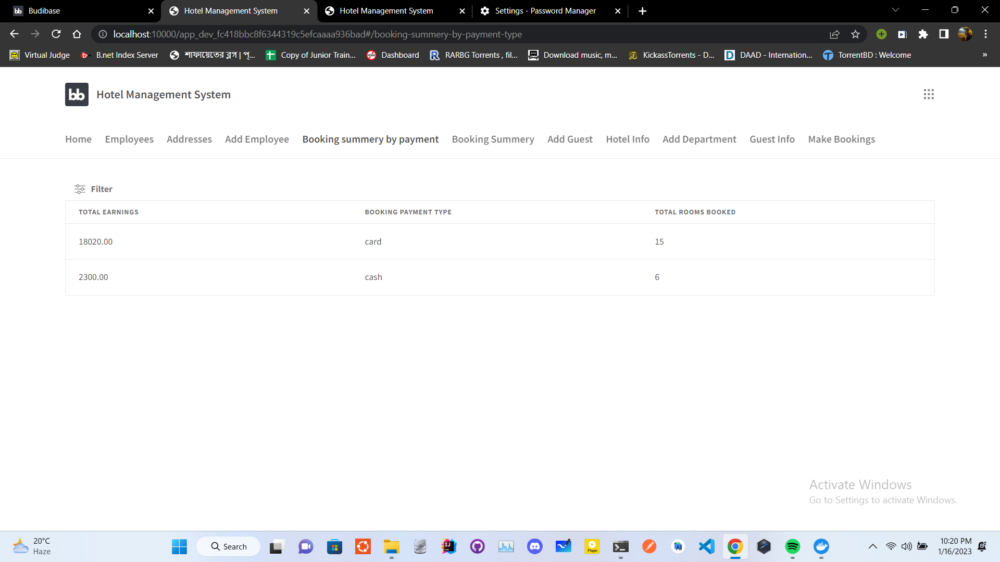 Budibase
Hotel Management System
Hotel Management System
Settings - Password Manager
localhost:10000/app_dev_fc418bbc8f6344319c5efcaaaa936bad#/booking-summery-by-payment-type
Virtual Judge
B.net Index Server
শাফায়েতের ব্লগ | প্...
Copy of Junior Train...
Dashboard
RARBG Torrents , fil...
Download music, m...
KickassTorrents - D...
DAAD - Internation...
TorrentBD : Welcome
»
bb Hotel Management System
Home Employees Addresses Add Employee Booking summery by payment Booking Summery Add Guest Hotel Info Add Department Guest Info Make Bookings
Filter
TOTAL EARNINGS BOOKING PAYMENT TYPE TOTAL ROOMS BOOKED
18020.00 card 15
2300.00 cash 6
Activate Windows
Go to Settings to activate Windows.
20°C
Haze
Search
10:20 PM
1/16/2023